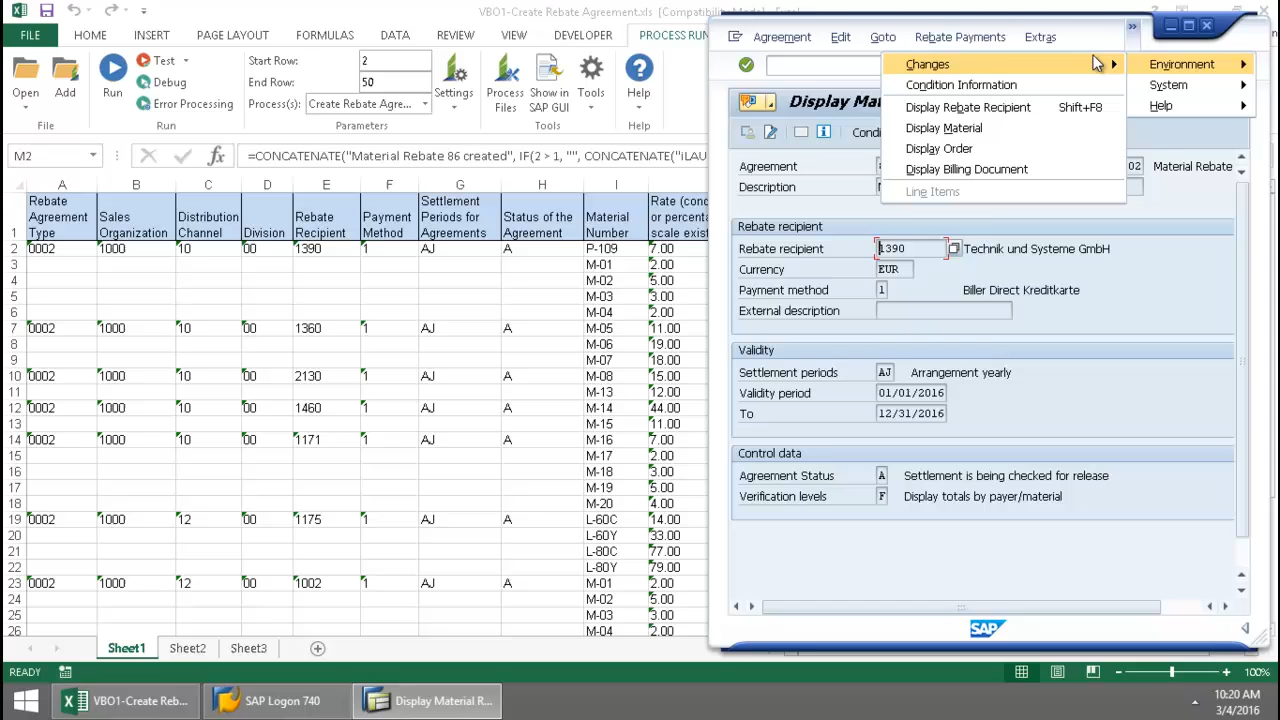 VBO1-Create Rebate Agreement.xls [Compatibility Mode] - Excel
FILE HOME INSERT PAGE LAYOUT FORMULAS DATA REVIEW VIEW DEVELOPER PROCESS RUN
Open
Add
File
Run
Test
Debug
Error Processing
Run
Start Row: 2
End Row: 50
Process(s): Create Rebate Agre...
Parameters
Settings
Process Files
Show in SAP GUI
Tools
Tools
Help
Help
M2
=CONCATENATE("Material Rebate 86 created", IF(2 > 1, "", CONCATENATE("ILAU
A B C D E F G H I
1 Rebate Agreement Type Sales Organization Distribution Channel Division Rebate Recipient Payment Method Settlement Periods for Agreements Status of the Agreement Material Number Rate (cond or percenta scale exist
2 0002 1000 10 00 1390 1 AJ A P-109 7.00
3 M-01 2.00
4 M-02 5.00
5 M-03 3.00
6 M-04 2.00
7 0002 1000 10 00 1360 1 AJ A M-05 11.00
8 M-06 19.00
9 M-07 18.00
10 0002 1000 10 00 2130 1 AJ A M-08 15.00
11 M-13 12.00
12 0002 1000 10 00 1460 1 AJ A M-14 44.00
13 M-15 11.00
14 0002 1000 10 00 1171 1 AJ A M-16 7.00
15 M-17 2.00
16 M-18 3.00
17 M-19 5.00
18 M-20 4.00
19 0002 1000 12 00 1175 1 AJ A L-60C 14.00
20 L-60Y 33.00
21 L-80C 77.00
22 L-80Y 79.00
23 0002 1000 12 00 1002 1 AJ A M-01 2.00
24 M-02 5.00
25 M-03 3.00
26 M-04 2.00
Sheet1 Sheet2 Sheet3
READY
100%
Agreement Edit Goto Rebate Payments Extras »
Environment
System
Help
Changes
Condition Information
Display Rebate Recipient Shift+F8
Display Material
Display Order
Display Billing Document
Line Items
Display Ma
Condi
Agreement 02 Material Rebate
Description
Rebate recipient
Rebate recipient 1390 Technik und Systeme GmbH
Currency EUR
Payment method 1 Biller Direct Kreditkarte
External description
Validity
Settlement periods AJ Arrangement yearly
Validity period 01/01/2016
To 12/31/2016
Control data
Agreement Status A Settlement is being checked for release
Verification levels F Display totals by payer/material
SAP
VBO1-Create Reb...
SAP Logon 740
Display Material R...
10:20 AM
3/4/2016